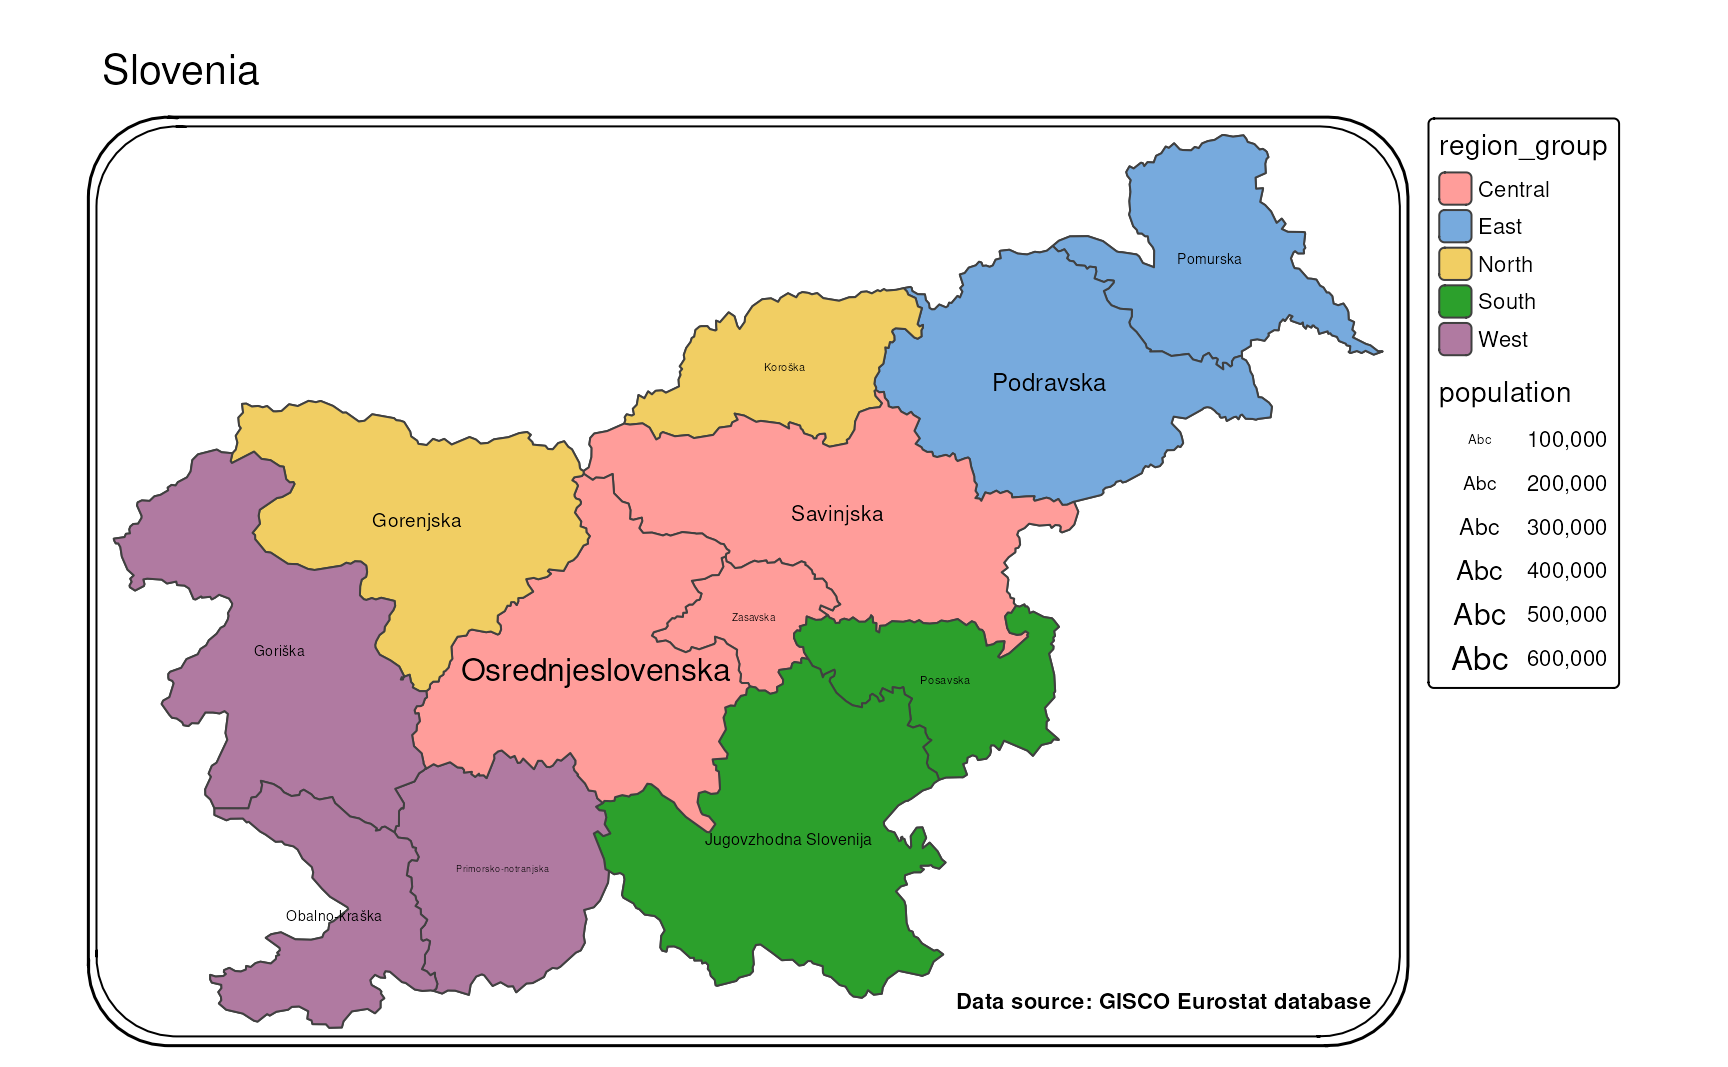 Slovenia
region_group
Central
East
North
South
West
population
Abc 100,000
Abc 200,000
Abc 300,000
Abc 400,000
Abc 500,000
Abc 600,000
Pomurska
Koroška
Podravska
Savinjska
Gorenjska
Zasavska
Goriška
Osrednjeslovenska
Posavska
Jugovzhodna Slovenija
Primorsko-notranjska
Obalno-kraška
Data source: GISCO Eurostat database